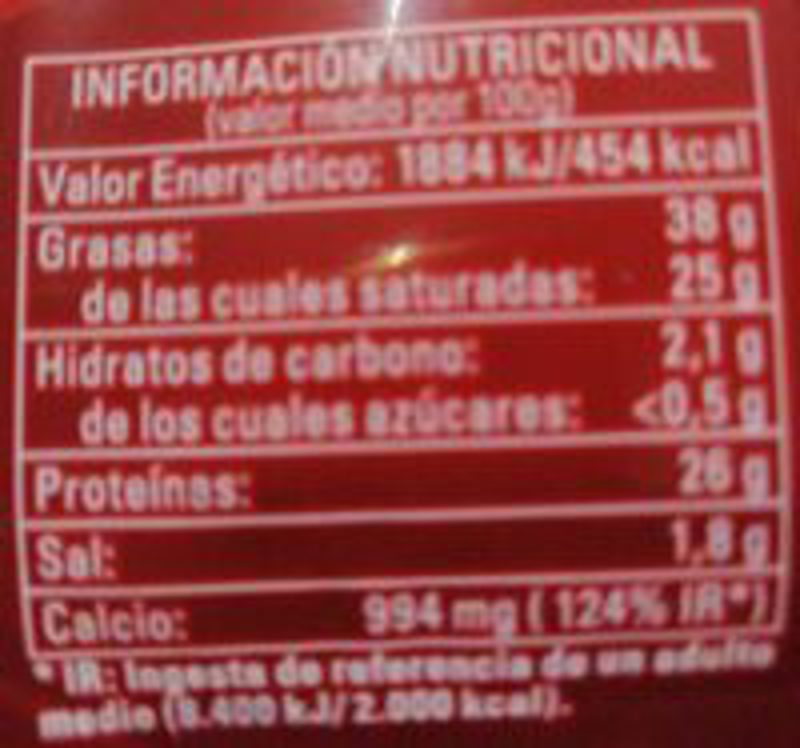 INFORMACIÓN NUTRICIONAL
(valor medio por 100g)
Valor Energético: 1884 kJ/454 kcal
Grasas: 38 g
de las cuales saturadas: 25 g
Hidratos de carbono: 2,1 g
de los cuales azúcares: <0,5 g
Proteínas: 26 g
Sal: 1,8 g
Calcio: 994 mg ( 124% IR*)
* IR: Ingesta de referencia de un adulto
medio (8.400 kJ/2.000 kcal).